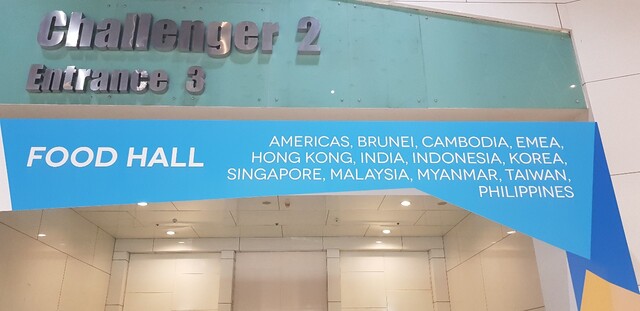 Challenger 2
Entrance 3
FOOD HALL
AMERICAS, BRUNEI, CAMBODIA, EMEA,
HONG KONG, INDIA, INDONESIA, KOREA,
SINGAPORE, MALAYSIA, MYANMAR, TAIWAN,
PHILIPPINES